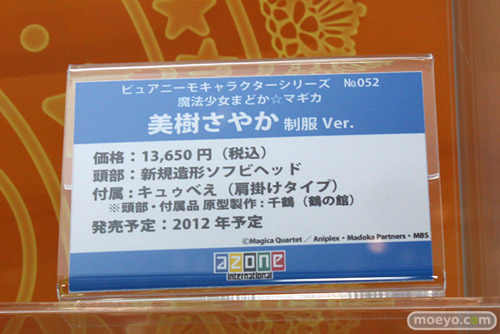 ピュアニーモキャラクターシリーズ　No.052
魔法少女まどか☆マギカ
美樹さやか 制服 Ver.
価格：13,650 円（税込）
頭部：新規造形ソフビヘッド
付属：キュゥべえ（肩掛けタイプ）
※頭部・付属品 原型製作：千鶴（鶴の館）
発売予定：2012 年予定
©Magica Quartet／Aniplex・Madoka Partners・MBS
azone
international
moeyo.com